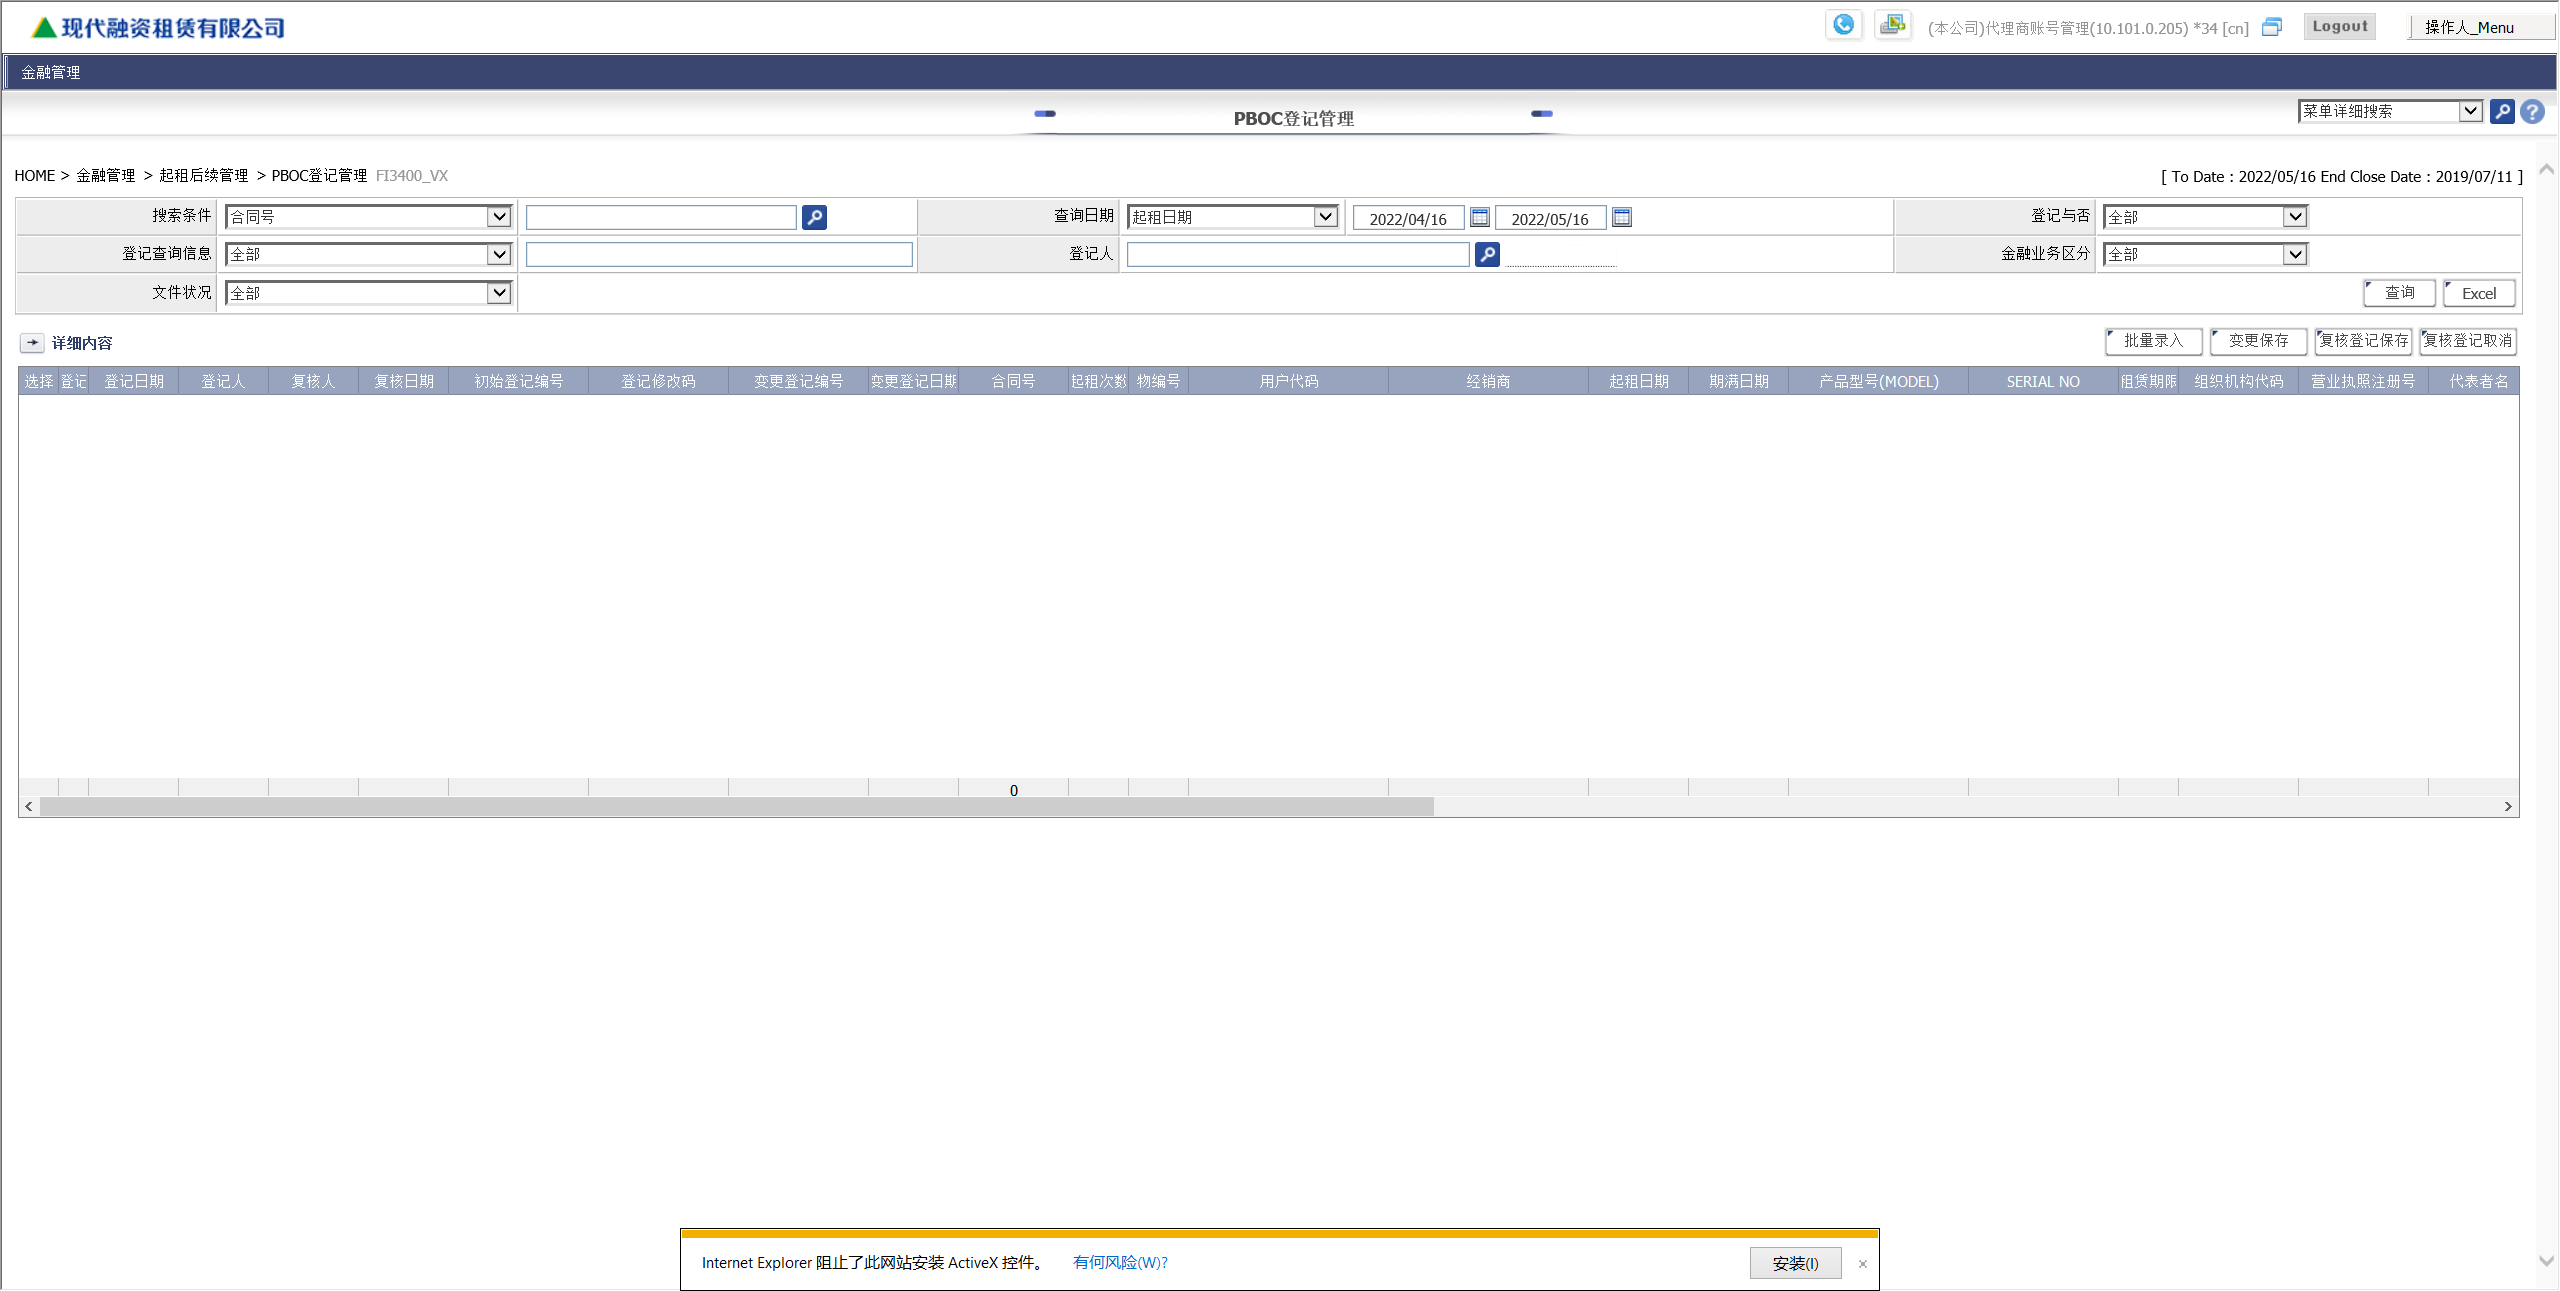 现代融资租赁有限公司
(本公司)代理商账号管理(10.101.0.205) *34 [cn]
Logout
操作人_Menu
金融管理
PBOC登记管理
菜单详细搜索
HOME > 金融管理 > 起租后续管理 > PBOC登记管理 FI3400_VX
[ To Date : 2022/05/16 End Close Date : 2019/07/11 ]
搜索条件 合同号 查询日期 起租日期 2022/04/16 2022/05/16 登记与否 全部
登记查询信息 全部 登记人 金融业务区分 全部
文件状况 全部 查询 Excel
详细内容 批量录入 变更保存 复核登记保存 复核登记取消
选择 登记 登记日期 登记人 复核人 复核日期 初始登记编号 登记修改码 变更登记编号 变更登记日期 合同号 起租次数 物编号 用户代码 经销商 起租日期 期满日期 产品型号(MODEL) SERIAL NO 租赁期限 组织机构代码 营业执照注册号 代表者名
0
Internet Explorer 阻止了此网站安装 ActiveX 控件。 有何风险(W)? 安装(I) ×